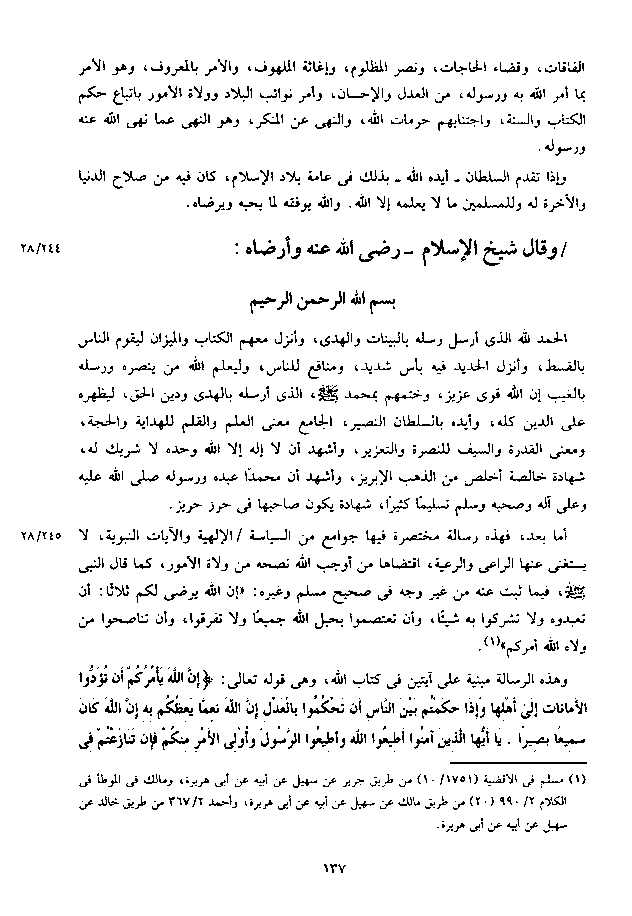 الفاقات، وقضاء الحاجات، ونصر المظلوم، وإغاثة الملهوف، والأمر بالمعروف، وهو الأمر
بما أمر الله به ورسوله، من العدل والإحسان، وأمر نوائب البلاد وولاة الأمور باتباع حكم
الكتاب والسنة، واجتنابهم حرمات الله، والنهى عن المنكر، وهو النهى عما نهى الله عنه
ورسوله.
وإذا تقدم السلطان ـ أيده الله ـ بذلك فى عامة بلاد الإسلام، كان فيه من صلاح الدنيا
والآخرة له وللمسلمين ما لا يعلمه إلا الله. والله يوفقه لما يحبه ويرضاه.
/ وقال شيخ الإسلام ـ رضى الله عنه وأرضاه :
٢٨/٢٤٤
بسم الله الرحمن الرحيم
الحمد لله الذى أرسل رسله بالبينات والهدى، وأنزل معهم الكتاب والميزان ليقوم الناس
بالقسط، وأنزل الحديد فيه بأس شديد، ومنافع للناس، وليعلم الله من ينصره ورسله
بالغيب إن الله قوى عزيز، وختمهم بمحمد ﷺ، الذى أرسله بالهدى ودين الحق، ليظهره
على الدين كله، وأيده بالسلطان النصير، الجامع معنى العلم والقلم للهداية والحجة،
ومعنى القدرة والسيف للنصرة والتعزير، وأشهد أن لا إله إلا الله وحده لا شريك له،
شهادة خالصة أخلص من الذهب الإبريز، وأشهد أن محمدًا عبده ورسوله صلى الله عليه
وعلى آله وصحبه وسلم تسليمًا كثيرًا، شهادة يكون صاحبها فى حرز حريز.
أما بعد، فهذه رسالة مختصرة فيها جوامع من السياسة / الإلهية والآيات النبوية، لا
٢٨/٢٤٥
يستغنى عنها الراعى والرعية، اقتضاها من أوجب الله نصحه من ولاة الأمور، كما قال النبى
ﷺ، فيما ثبت عنه من غير وجه فى صحيح مسلم وغيره: «إن الله يرضى لكم ثلاثًا: أن
تعبدوه ولا تشركوا به شيئًا، وأن تعتصموا بحبل الله جميعًا ولا تفرقوا، وأن تناصحوا من
ولاه الله أمركم»(١).
وهذه الرسالة مبنية على آيتين فى كتاب الله، وهى قوله تعالى: ﴿إِنَّ اللَّهَ يَأْمُرُكُمْ أَن تُؤَدُّوا
الأَمَانَاتِ إِلَىٰ أَهْلِهَا وَإِذَا حَكَمْتُم بَيْنَ النَّاسِ أَن تَحْكُمُوا بِالْعَدْلِ إِنَّ اللَّهَ نِعِمَّا يَعِظُكُم بِهِ إِنَّ اللَّهَ كَانَ
سَمِيعًا بَصِيرًا . يَا أَيُّهَا الَّذِينَ آمَنُوا أَطِيعُوا اللَّهَ وَأَطِيعُوا الرَّسُولَ وَأُولِى الأَمْرِ مِنكُمْ فَإِن تَنَازَعْتُمْ فِى
(١) مسلم فى الأقضية (١٧٥١/ ١٠) من طريق جرير عن سهيل عن أبيه عن أبى هريرة، ومالك فى الموطأ فى
الكلام ٢/ ٩٩٠ (٢٠) من طريق مالك عن سهيل عن أبيه عن أبى هريرة، وأحمد ٢/ ٣٦٧ من طريق خالد عن
سهيل عن أبيه عن أبى هريرة.
١٣٧